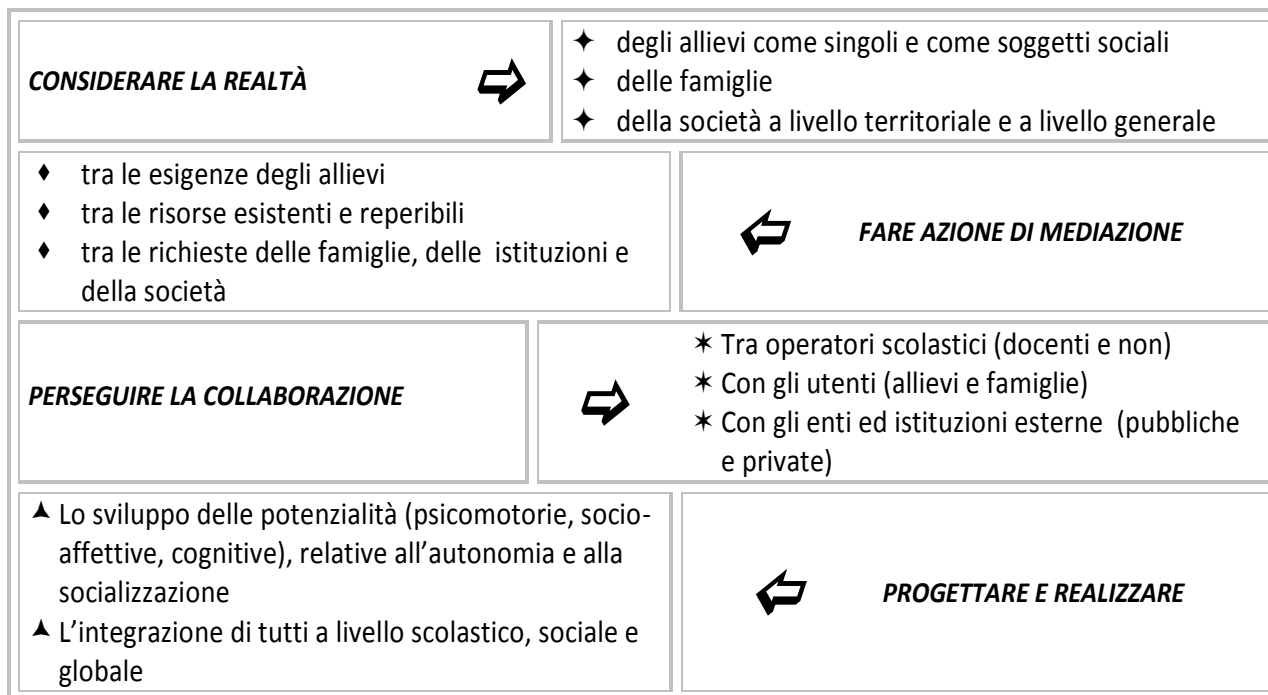 CONSIDERARE LA REALTÀ
✦ degli allievi come singoli e come soggetti sociali
✦ delle famiglie
✦ della società a livello territoriale e a livello generale
♦ tra le esigenze degli allievi
♦ tra le risorse esistenti e reperibili
♦ tra le richieste delle famiglie, delle istituzioni e
della società
FARE AZIONE DI MEDIAZIONE
PERSEGUIRE LA COLLABORAZIONE
✶ Tra operatori scolastici (docenti e non)
✶ Con gli utenti (allievi e famiglie)
✶ Con gli enti ed istituzioni esterne (pubbliche
e private)
Lo sviluppo delle potenzialità (psicomotorie, socio-
affettive, cognitive), relative all’autonomia e alla
socializzazione
L’integrazione di tutti a livello scolastico, sociale e
globale
PROGETTARE E REALIZZARE